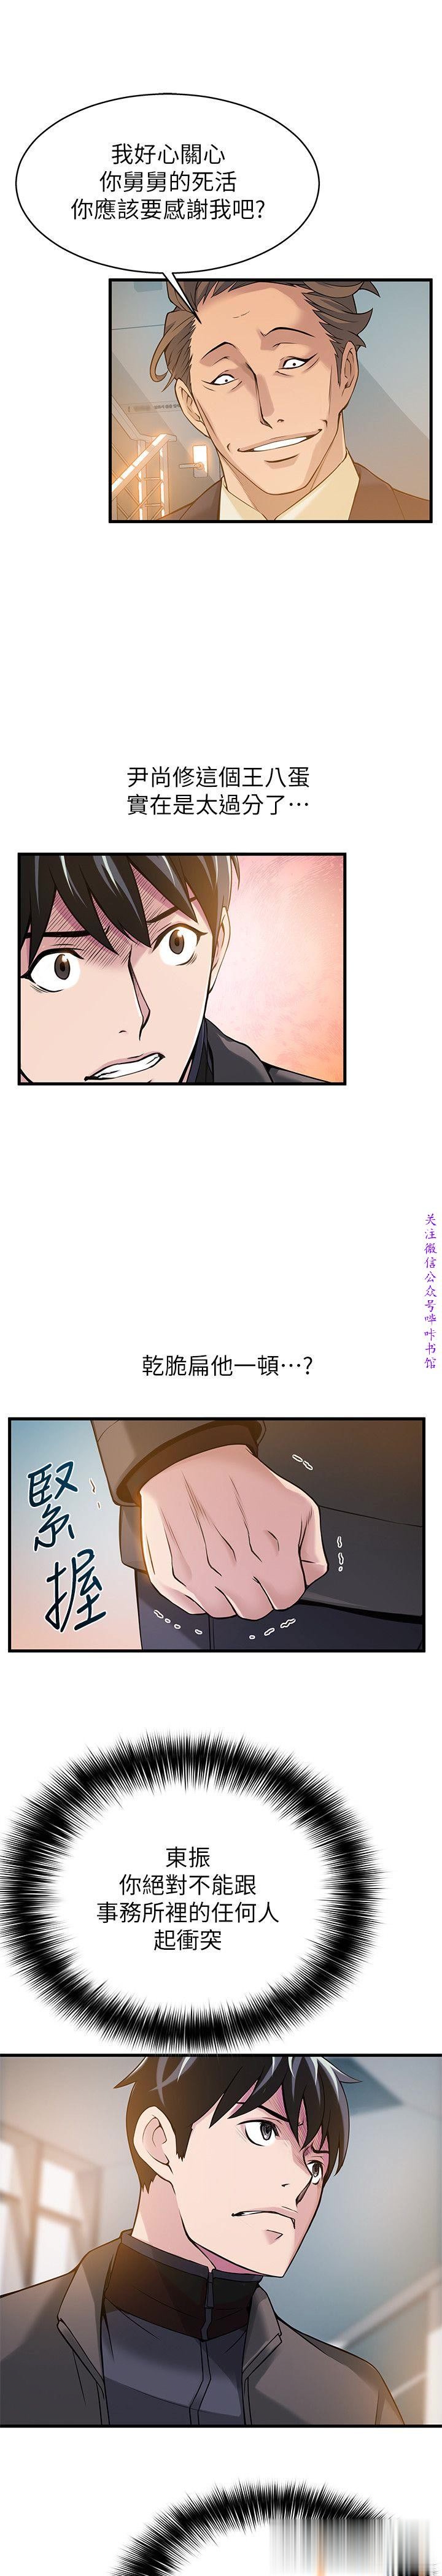 我好心關心
你舅舅的死活
你應該要感謝我吧?
尹尚修這個王八蛋
實在是太過分了…
关注微信公众号哔咔书馆
乾脆扁他一頓…?
緊握
東振
你絕對不能跟
事務所裡的任何人
起衝突